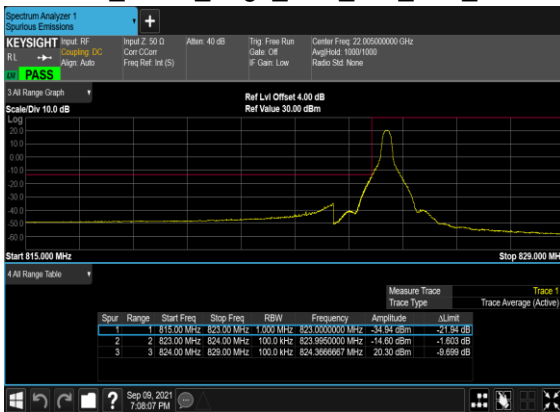 Spectrum Analyzer 1
Spurious Emissions
+
KEYSIGHT Input: RF Input Z: 50 Ω Atten: 40 dB Trig: Free Run Center Freq: 22.005000000 GHz
Coupling: DC Corr CCorr Gate: Off Avg|Hold: 1000/1000
RL Align: Auto Freq Ref: Int (S) IF Gain: Low Radio Std: None
PASS
3 All Range Graph Ref Lvl Offset 4.00 dB
Scale/Div 10.0 dB Ref Value 30.00 dBm
Log
20.0
10.0
0.00
-10.0
-20.0
-30.0
-40.0
-50.0
-60.0
Start 815.000 MHz Stop 829.000 MH
4 All Range Table
Measure Trace Trace 1
Trace Type Trace Average (Active)
Spur Range Start Freq Stop Freq RBW Frequency Amplitude ΔLimit
1 1 815.00 MHz 823.00 MHz 1.000 MHz 823.0000000 MHz -34.94 dBm -21.94 dB
2 2 823.00 MHz 824.00 MHz 100.0 kHz 823.9950000 MHz -14.60 dBm -1.603 dB
3 3 824.00 MHz 829.00 MHz 100.0 kHz 824.3666667 MHz 20.30 dBm -9.699 dB
? Sep 09, 2021
7:08:07 PM